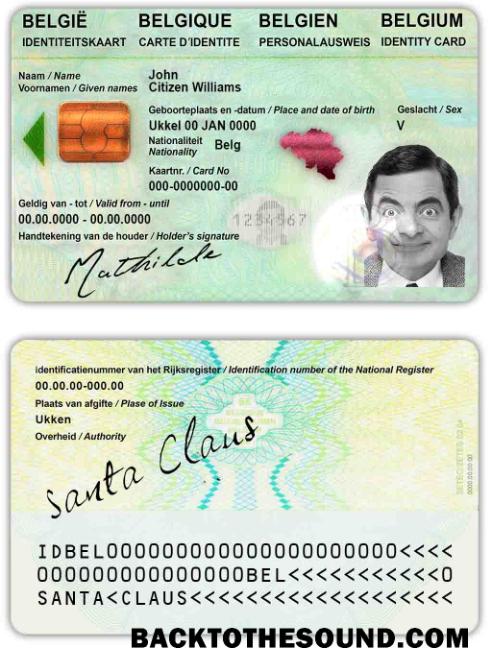 BELGIË BELGIQUE BELGIEN BELGIUM
IDENTITEITSKAART CARTE D'IDENTITE PERSONALAUSWEIS IDENTITY CARD
Naam / Name John
Voornamen / Given names Citizen Williams
Geboorteplaats en -datum / Place and date of birth Geslacht / Sex
Ukkel 00 JAN 0000 V
Nationaliteit Belg
Nationality
Kaartnr. / Card No
000-0000000-00
Geldig van - tot / Valid from - until
00.00.0000 - 00.00.0000
1234567
Handtekening van de houder / Holder's signature
Mathilde
identificatienummer van het Rijksregister / Identification number of the National Register
00.00.00-000.00
Plaats van afgifte / Plase of Issue
Ukken
Overheid / Authority
Santa Claus
IDBEL000000000000000000000<<<<
000000000000000BEL<<<<<<<<<<<0
SANTA<CLAUS<<<<<<<<<<<<<<<<<<<
BACKTOTHESOUND.COM